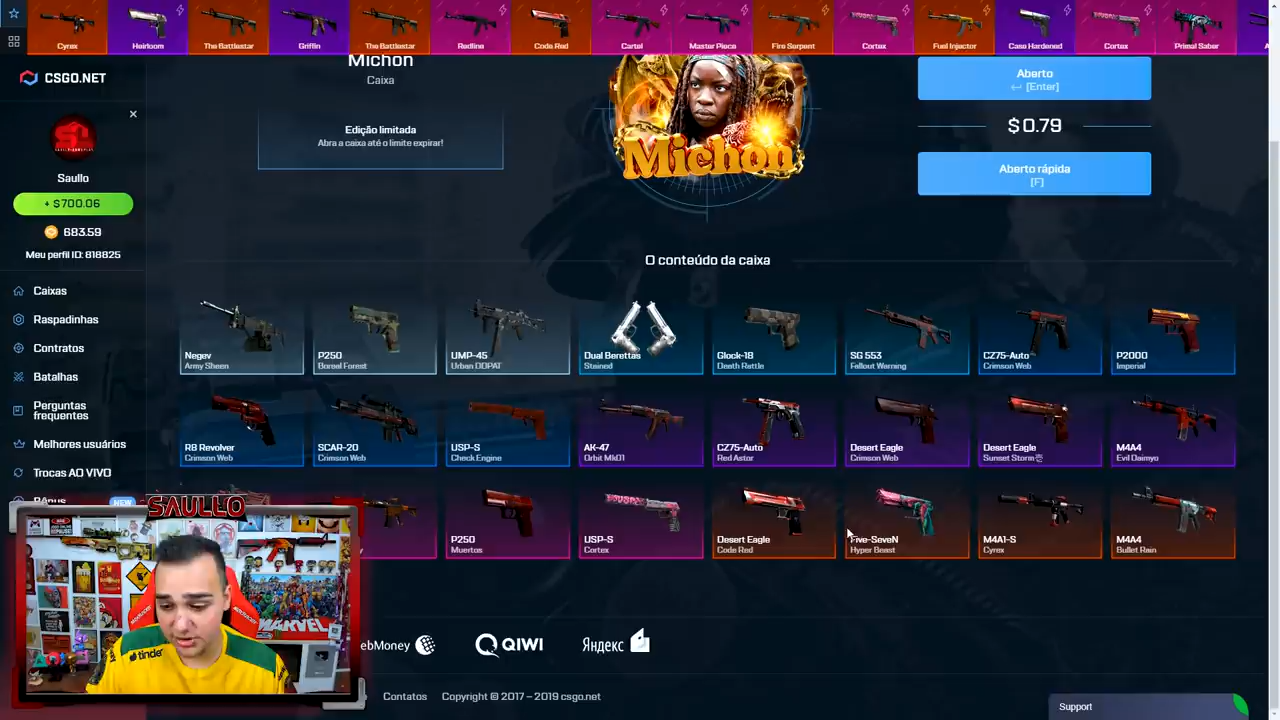 Cyrex
Heirloom
The Battlestar
Griffin
The Battlestar
Redline
Code Red
Cartel
Master Piece
Fire Serpent
Cortex
Fuel Injector
Case Hardened
Cortex
Primal Saber
CSGO.NET
Michon
Caixa
Edição limitada
Abra a caixa até o limite expirar!
Michon
Aberto
[Enter]
$ 0.79
Aberto rápida
[F]
Saullo
+ $700.06
683.59
Meu perfil ID: 818825
Caixas
Raspadinhas
Contratos
Batalhas
Perguntas
frequentes
Melhores usuários
Trocas AO VIVO
Bônus
NEW
O conteúdo da caixa
Negev
Army Sheen
P250
Boreal Forest
UMP-45
Urban DDPAT
Dual Berettas
Stained
Glock-18
Death Rattle
SG 553
Fallout Warning
CZ75-Auto
Crimson Web
P2000
Imperial
R8 Revolver
Crimson Web
SCAR-20
Crimson Web
USP-S
Check Engine
AK-47
Orbit Mk01
CZ75-Auto
Red Astor
Desert Eagle
Crimson Web
Desert Eagle
Sunset Storm 壱
M4A4
Evil Daimyo
P250
Muertos
USP-S
Cortex
Desert Eagle
Code Red
Five-SeveN
Hyper Beast
M4A1-S
Cyrex
M4A4
Bullet Rain
SAULLO
MARVEL
tinder
ebMoney
QIWI
Яндекс
Contatos
Copyright © 2017 – 2019 csgo.net
Support